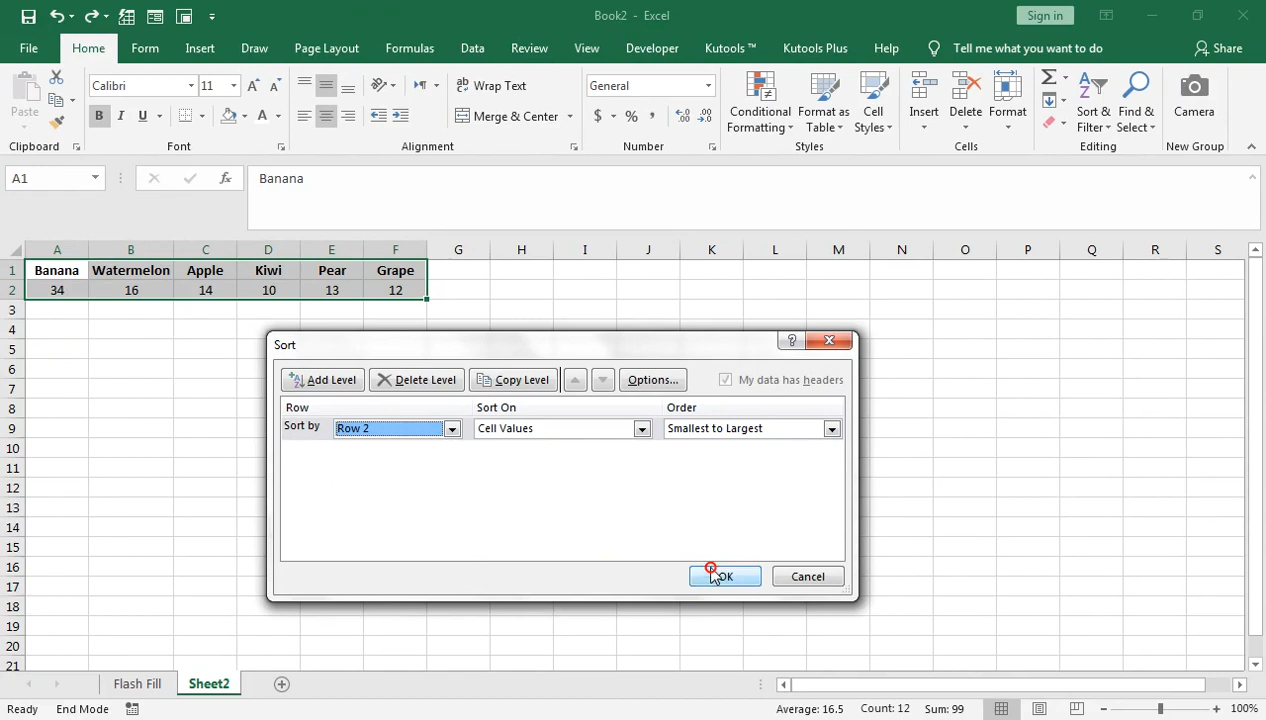 Book2 - Excel
Sign in
File Home Form Insert Draw Page Layout Formulas Data Review View Developer Kutools ™ Kutools Plus Help Tell me what you want to do Share
Calibri 11 Wrap Text General
Paste B I U A Merge & Center $ % , Conditional Formatting Format as Table Cell Styles Insert Delete Format Sort & Filter Find & Select Camera
Clipboard Font Alignment Number Styles Cells Editing New Group
A1 fx Banana
A B C D E F G H I J K L M N O P Q R S
1 Banana Watermelon Apple Kiwi Pear Grape
2 34 16 14 10 13 12
3
4
Sort ?
5
6
Add Level Delete Level Copy Level Options... My data has headers
7
8
Row Sort On Order
9
Sort by Row 2 Cell Values Smallest to Largest
10
11
12
13
14
15
16
OK Cancel
17
18
19
20
21
Flash Fill Sheet2
Ready End Mode Average: 16.5 Count: 12 Sum: 99 100%